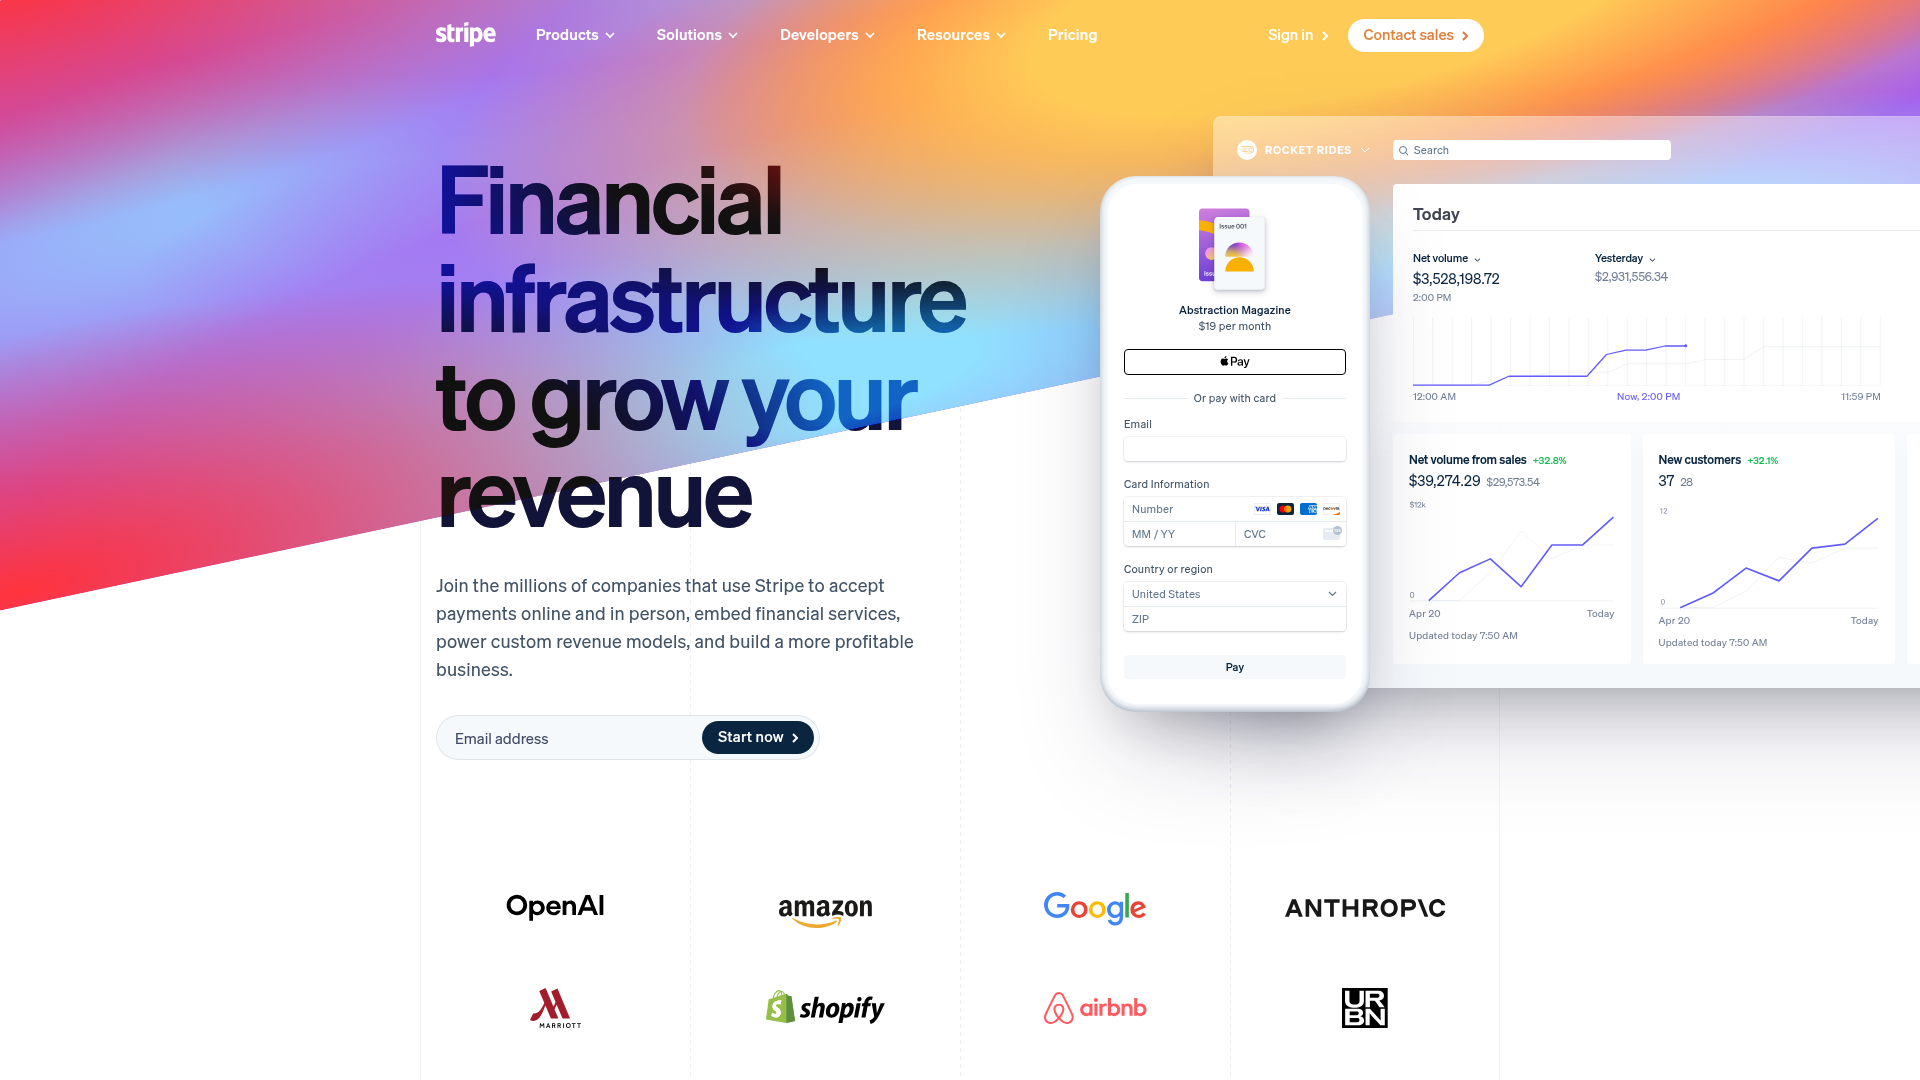 stripe
Products
Solutions
Developers
Resources
Pricing
Sign in
Contact sales
Financial
infrastructure
to grow your
revenue
Join the millions of companies that use Stripe to accept
payments online and in person, embed financial services,
power custom revenue models, and build a more profitable
business.
Email address
Start now
Issue 001
Abstraction Magazine
$19 per month
Pay
Or pay with card
Email
Card Information
Number
VISA
MM / YY
CVC
Country or region
United States
ZIP
Pay
ROCKET RIDES
Search
Today
Net volume
$3,528,198.72
2:00 PM
Yesterday
$2,931,556.34
12:00 AM
Now, 2:00 PM
11:59 PM
Net volume from sales +32.8%
$39,274.29 $29,573.54
$12k
0
Apr 20
Today
Updated today 7:50 AM
New customers +32.1%
37 28
12
0
Apr 20
Today
Updated today 7:50 AM
OpenAI
amazon
Google
ANTHROP\C
MARRIOTT
shopify
airbnb
URBN